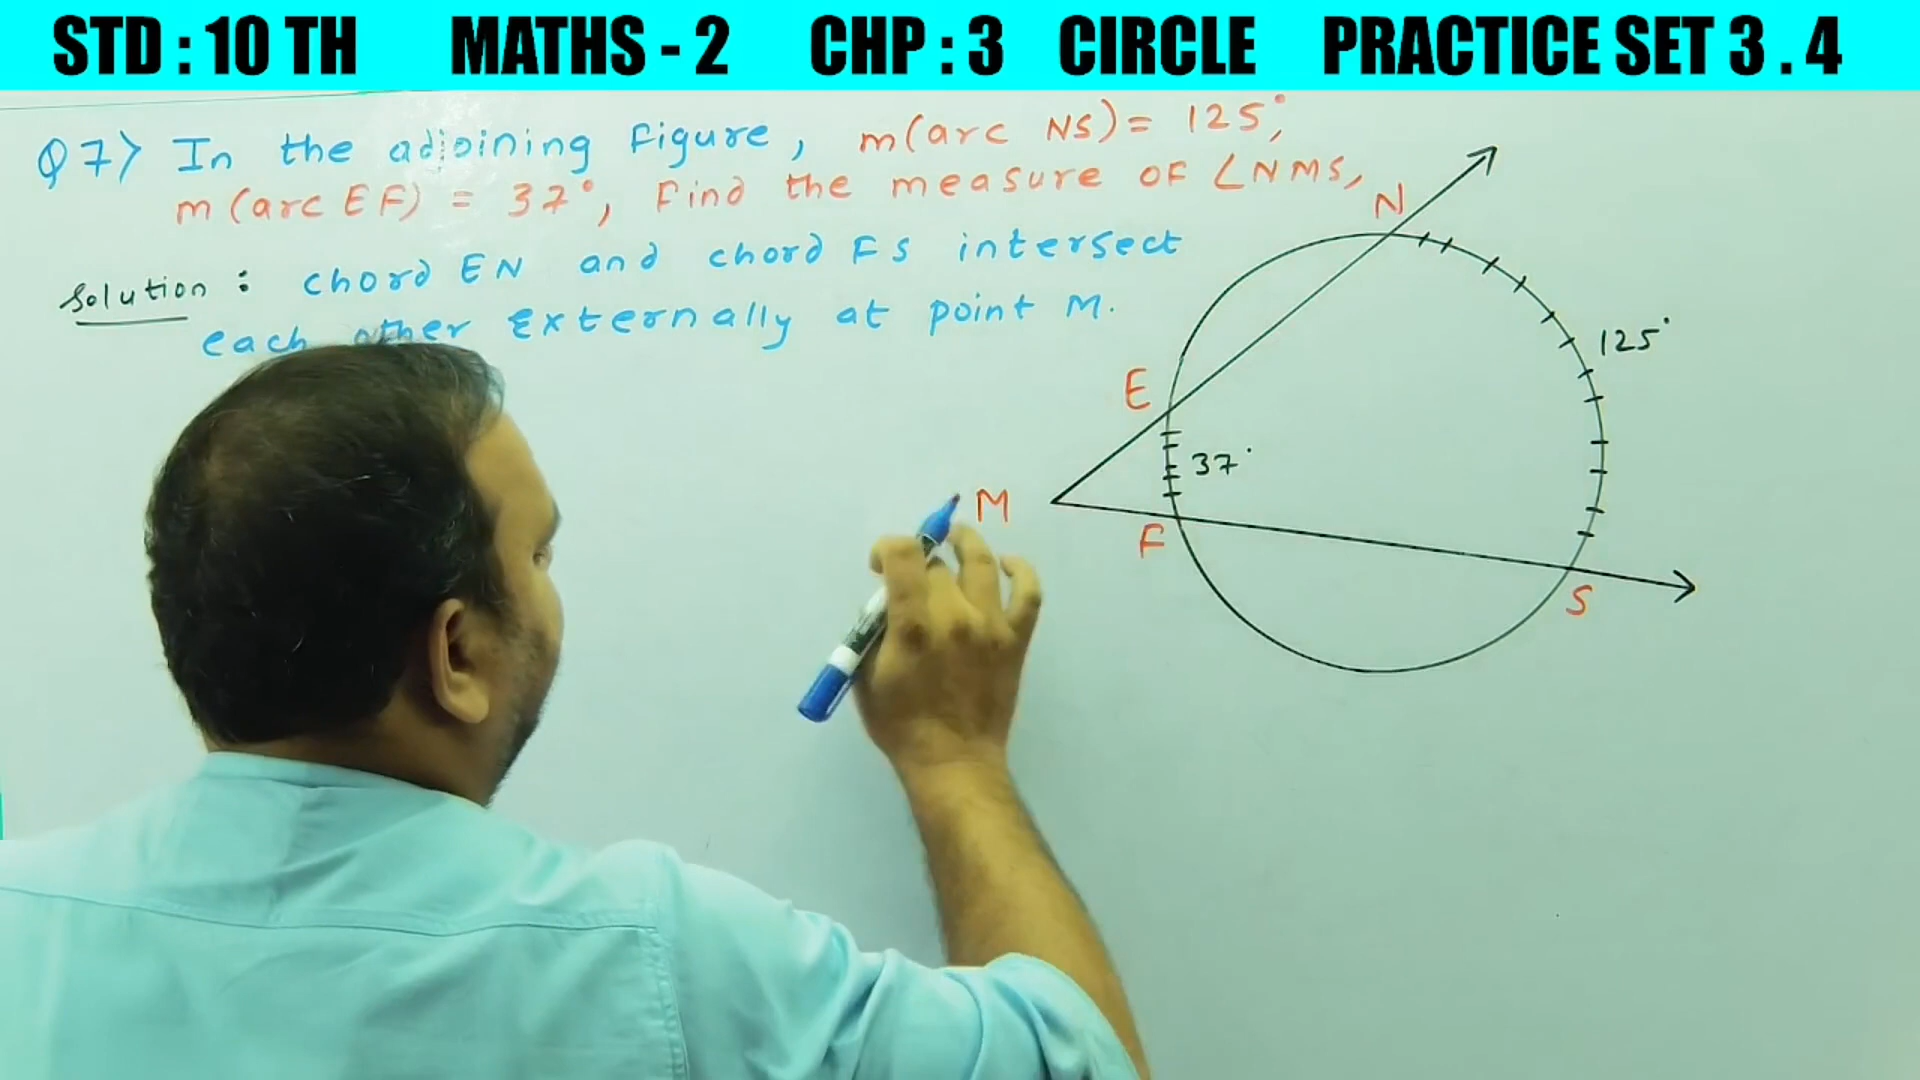 STD : 10 TH MATHS - 2 CHP : 3 CIRCLE PRACTICE SET 3 . 4
Q7) In the adjoining figure, m(arc NS) = 125°,
m(arc EF) = 37°, Find the measure of ∠NMS,
Solution : chord EN and chord FS intersect
each other externally at point M.
N
125°
E
37°
M
F
S